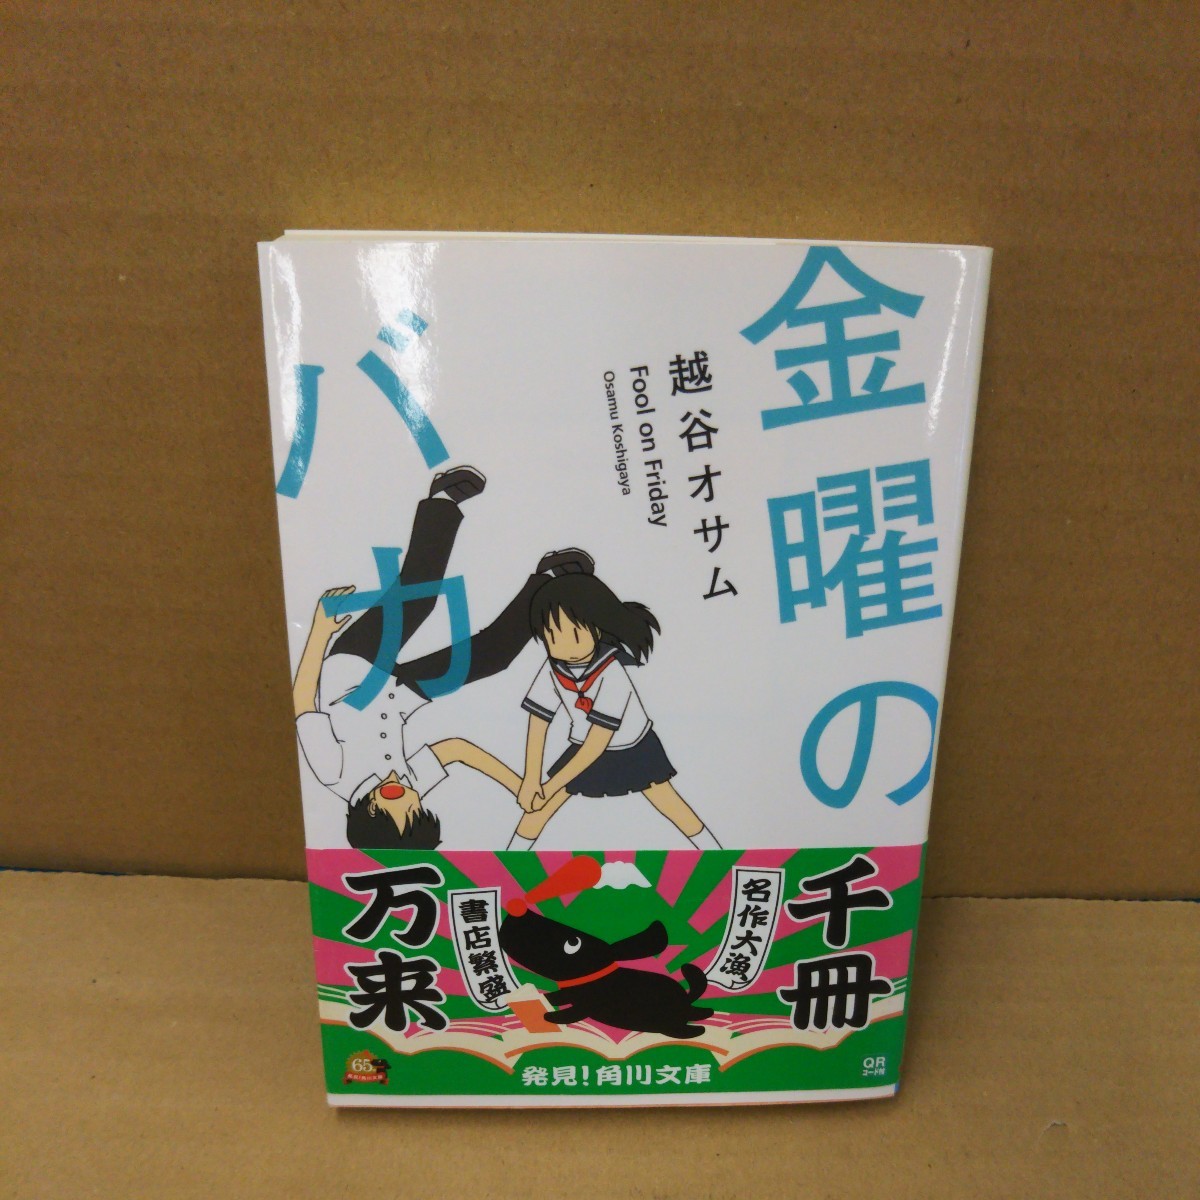 金曜の
バカ
越谷オサム
Fool on Friday
Osamu Koshigaya
千冊
万来
名作大漁
書店繁盛
発見!角川文庫
65
QR
コード付